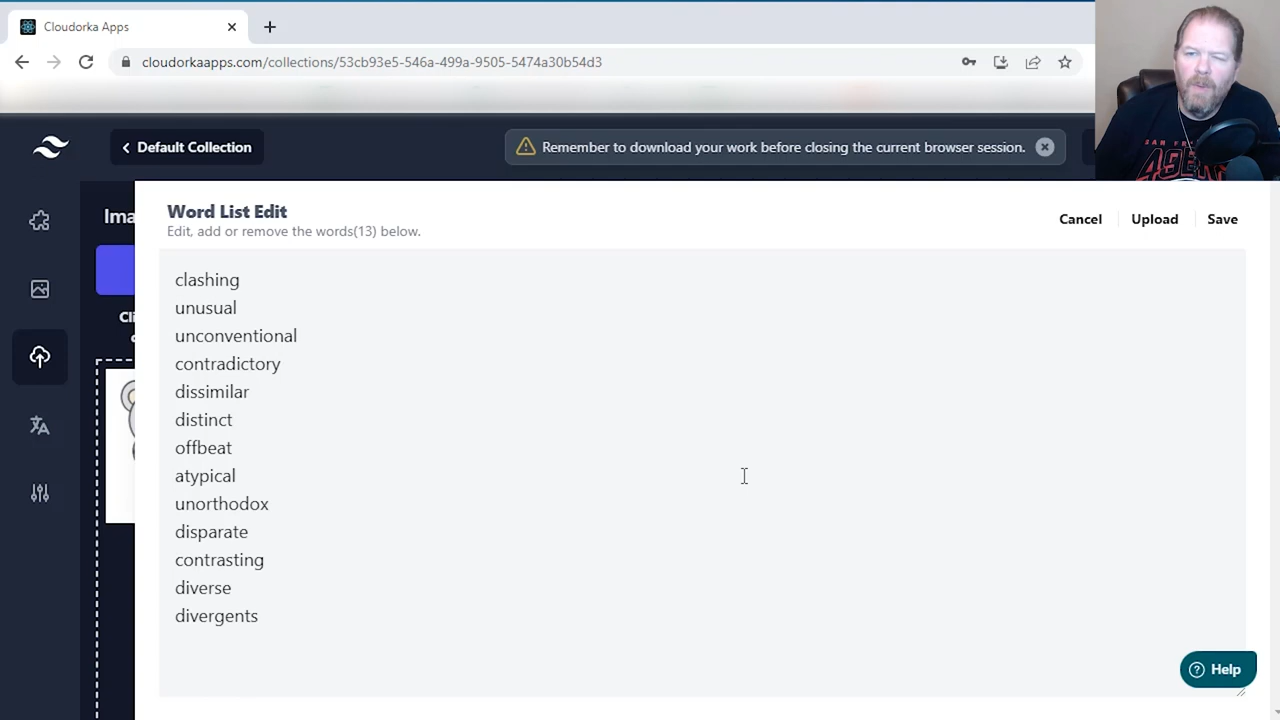 Cloudorka Apps
cloudorkaapps.com/collections/53cb93e5-546a-499a-9505-5474a30b54d3
Default Collection
Remember to download your work before closing the current browser session.
Ima
Word List Edit
Edit, add or remove the words(13) below.
Cancel
Upload
Save
Cli
clashing
unusual
unconventional
contradictory
dissimilar
distinct
offbeat
atypical
unorthodox
disparate
contrasting
diverse
divergents
Help